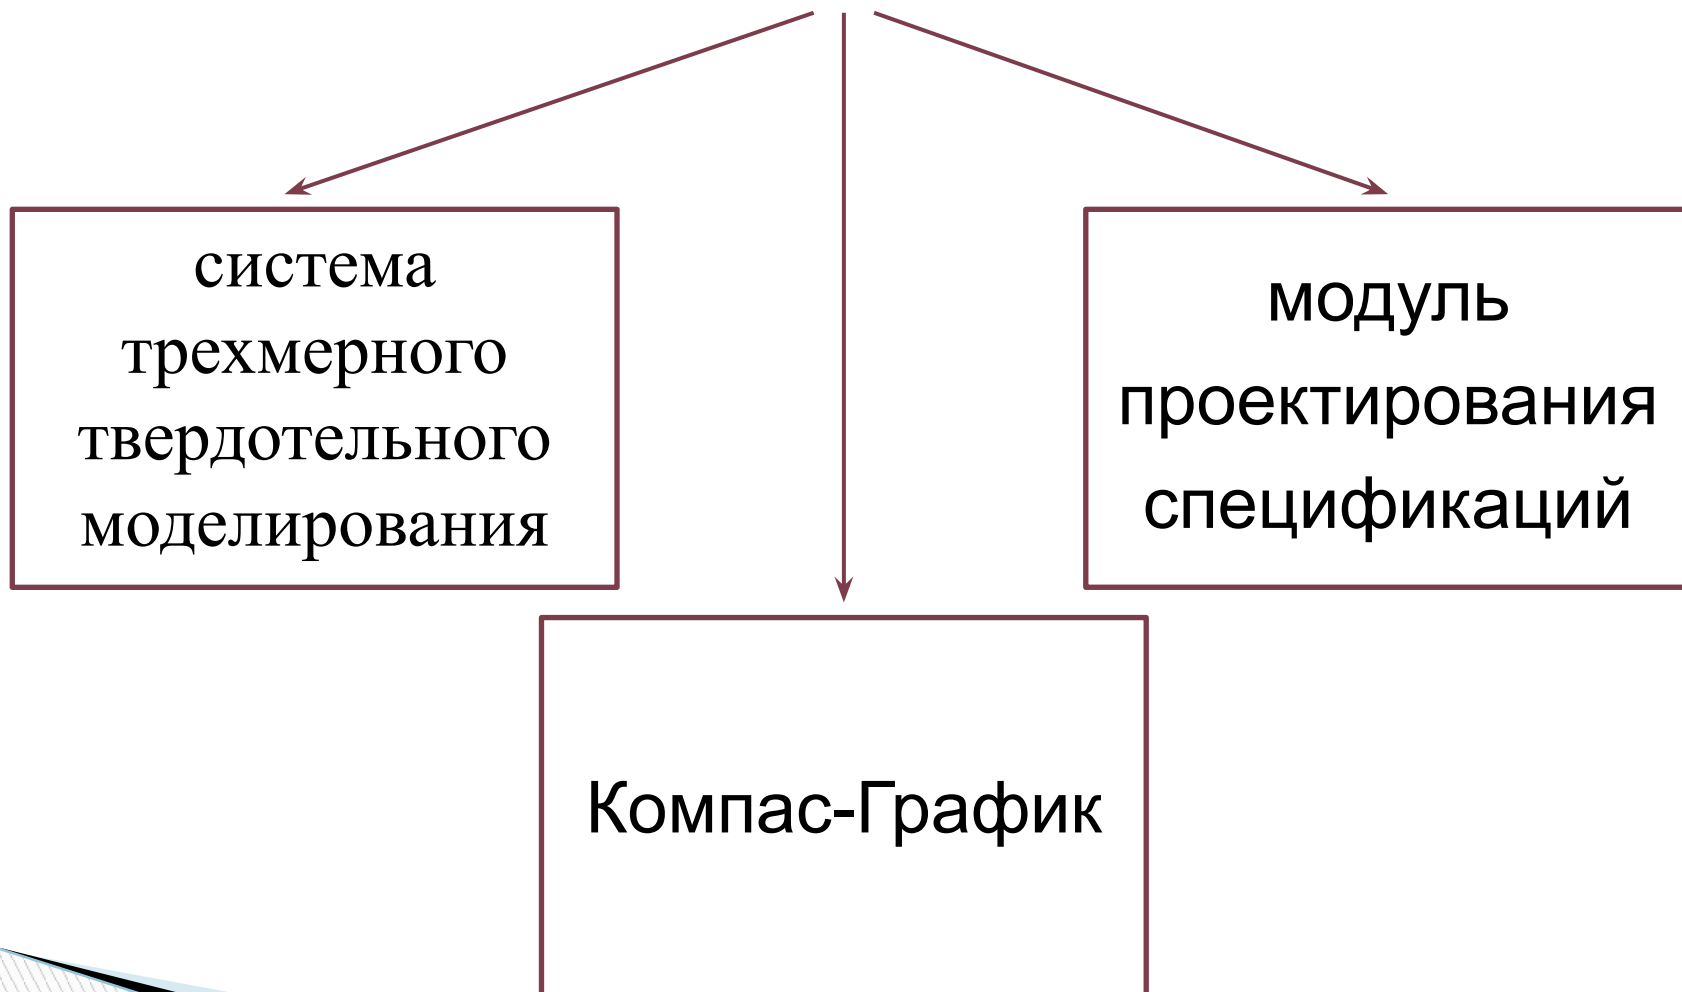 система
трехмерного
твердотельного
моделирования
модуль
проектирования
спецификаций
Компас-График